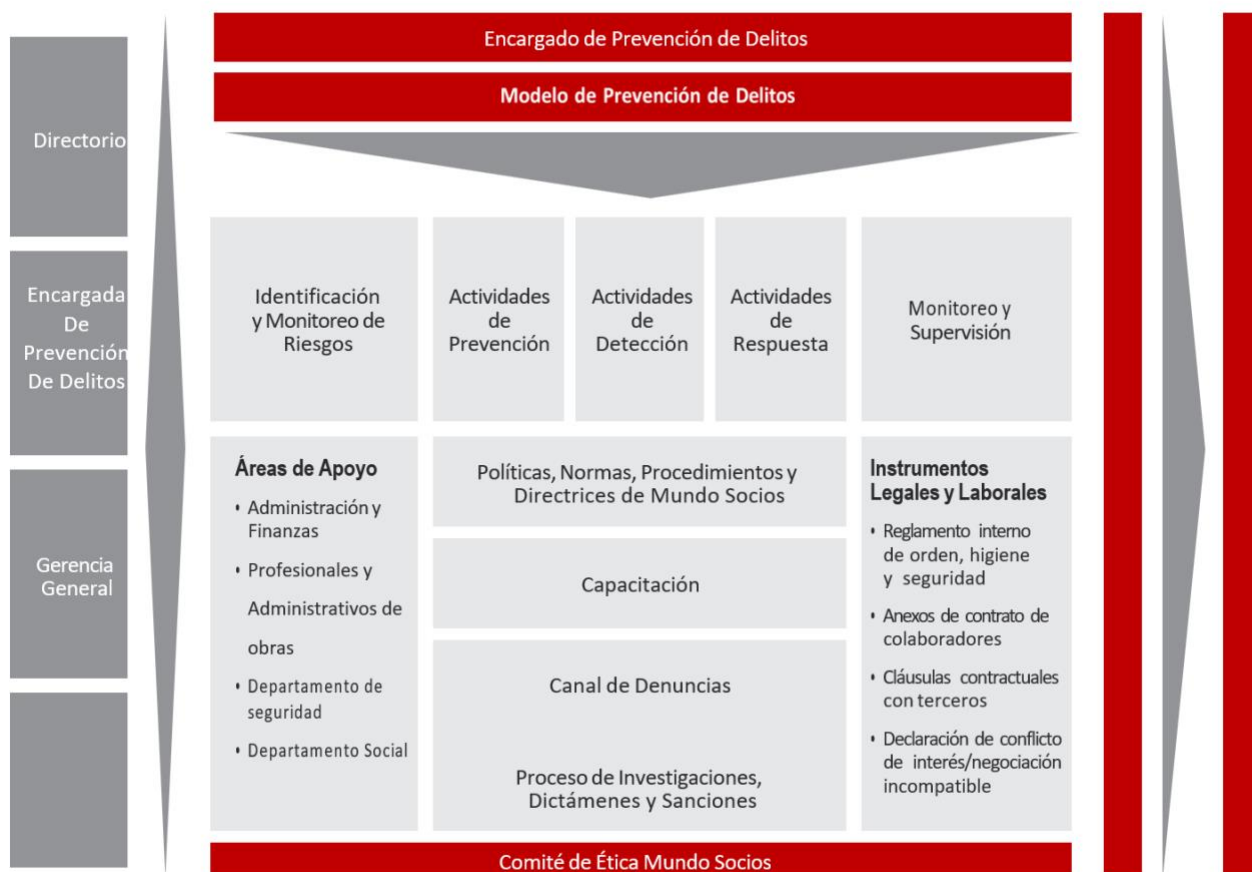 Encargado de Prevención de Delitos
Modelo de Prevención de Delitos
Directorio
Encargada
De
Prevención
De Delitos
Gerencia
General
Identificación
y Monitoreo de
Riesgos
Actividades
de
Prevención
Actividades
de
Detección
Actividades
de
Respuesta
Monitoreo y
Supervisión
Áreas de Apoyo
• Administración y
Finanzas
• Profesionales y
Administrativos de
obras
• Departamento de
seguridad
• Departamento Social
Políticas, Normas, Procedimientos y
Directrices de Mundo Socios
Capacitación
Canal de Denuncias
Proceso de Investigaciones,
Dictámenes y Sanciones
Instrumentos
Legales y Laborales
• Reglamento interno
de orden, higiene
y seguridad
• Anexos de contrato de
colaboradores
• Cláusulas contractuales
con terceros
• Declaración de conflicto
de interés/negociación
incompatible
Comité de Ética Mundo Socios